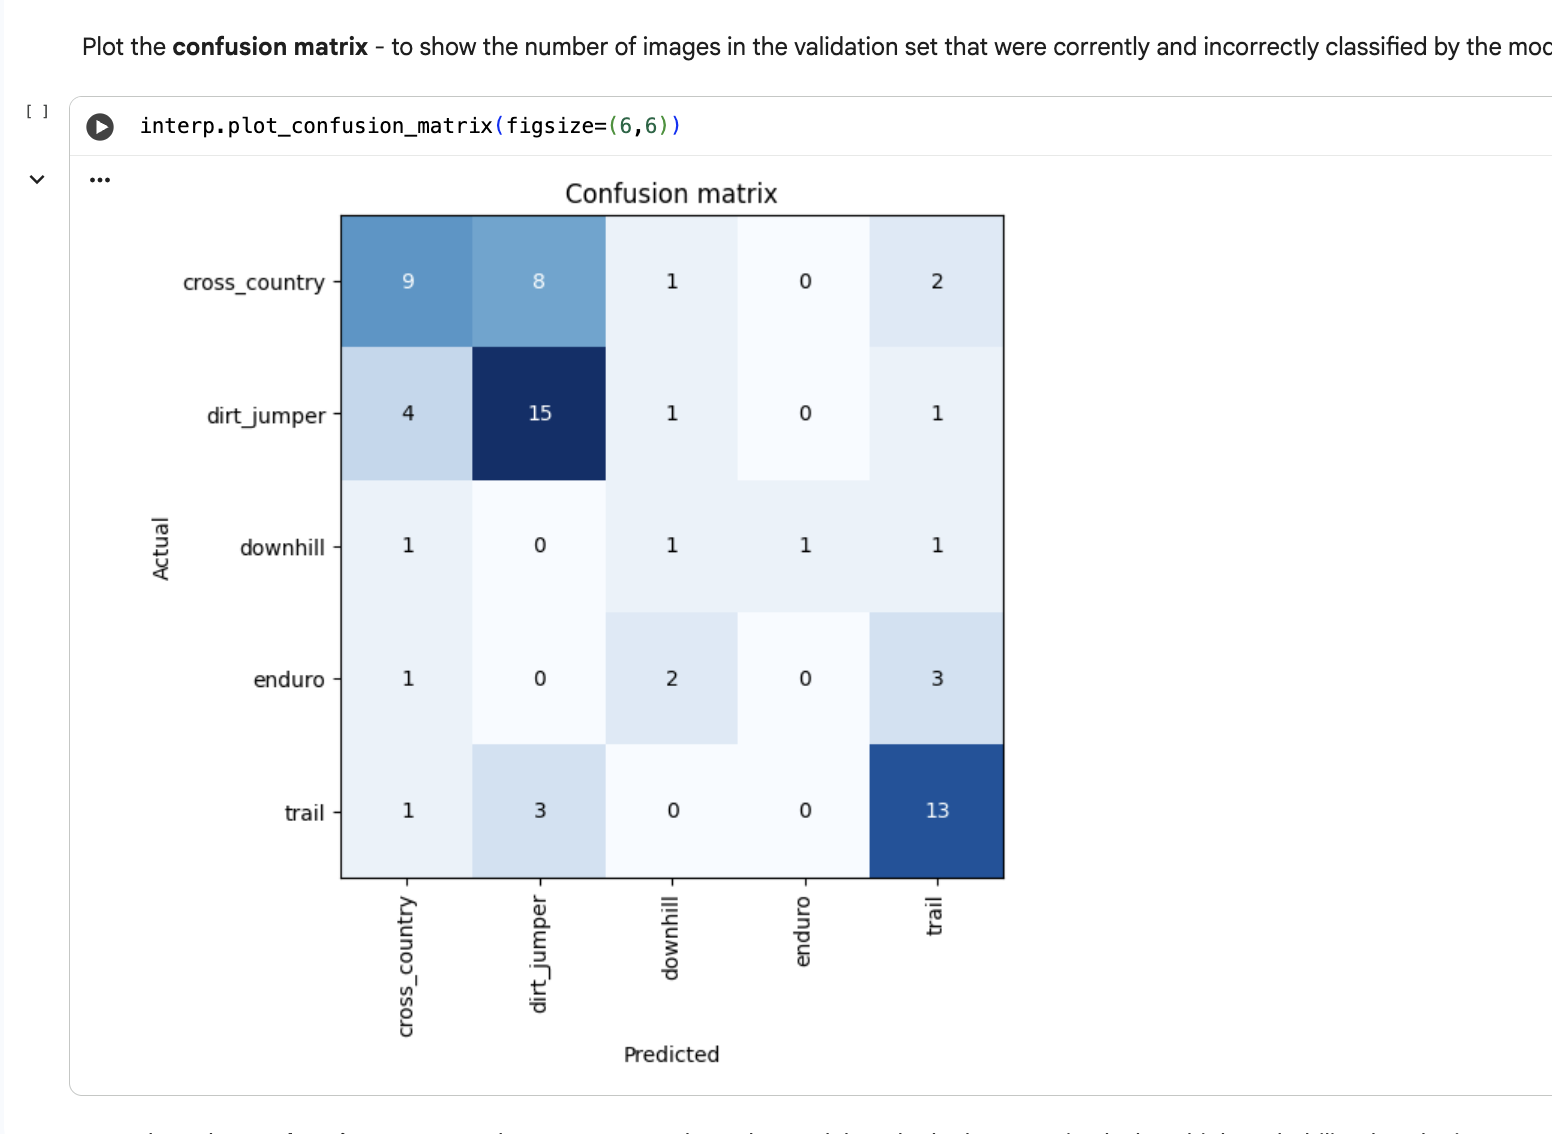 Plot the confusion matrix - to show the number of images in the validation set that were corrently and incorrectly classified by the
[ ]
interp.plot_confusion_matrix(figsize=(6,6))
...
Confusion matrix
cross_country 9 8 1 0 2
dirt_jumper 4 15 1 0 1
Actual
downhill 1 0 1 1 1
enduro 1 0 2 0 3
trail 1 3 0 0 13
cross_country dirt_jumper downhill enduro trail
Predicted